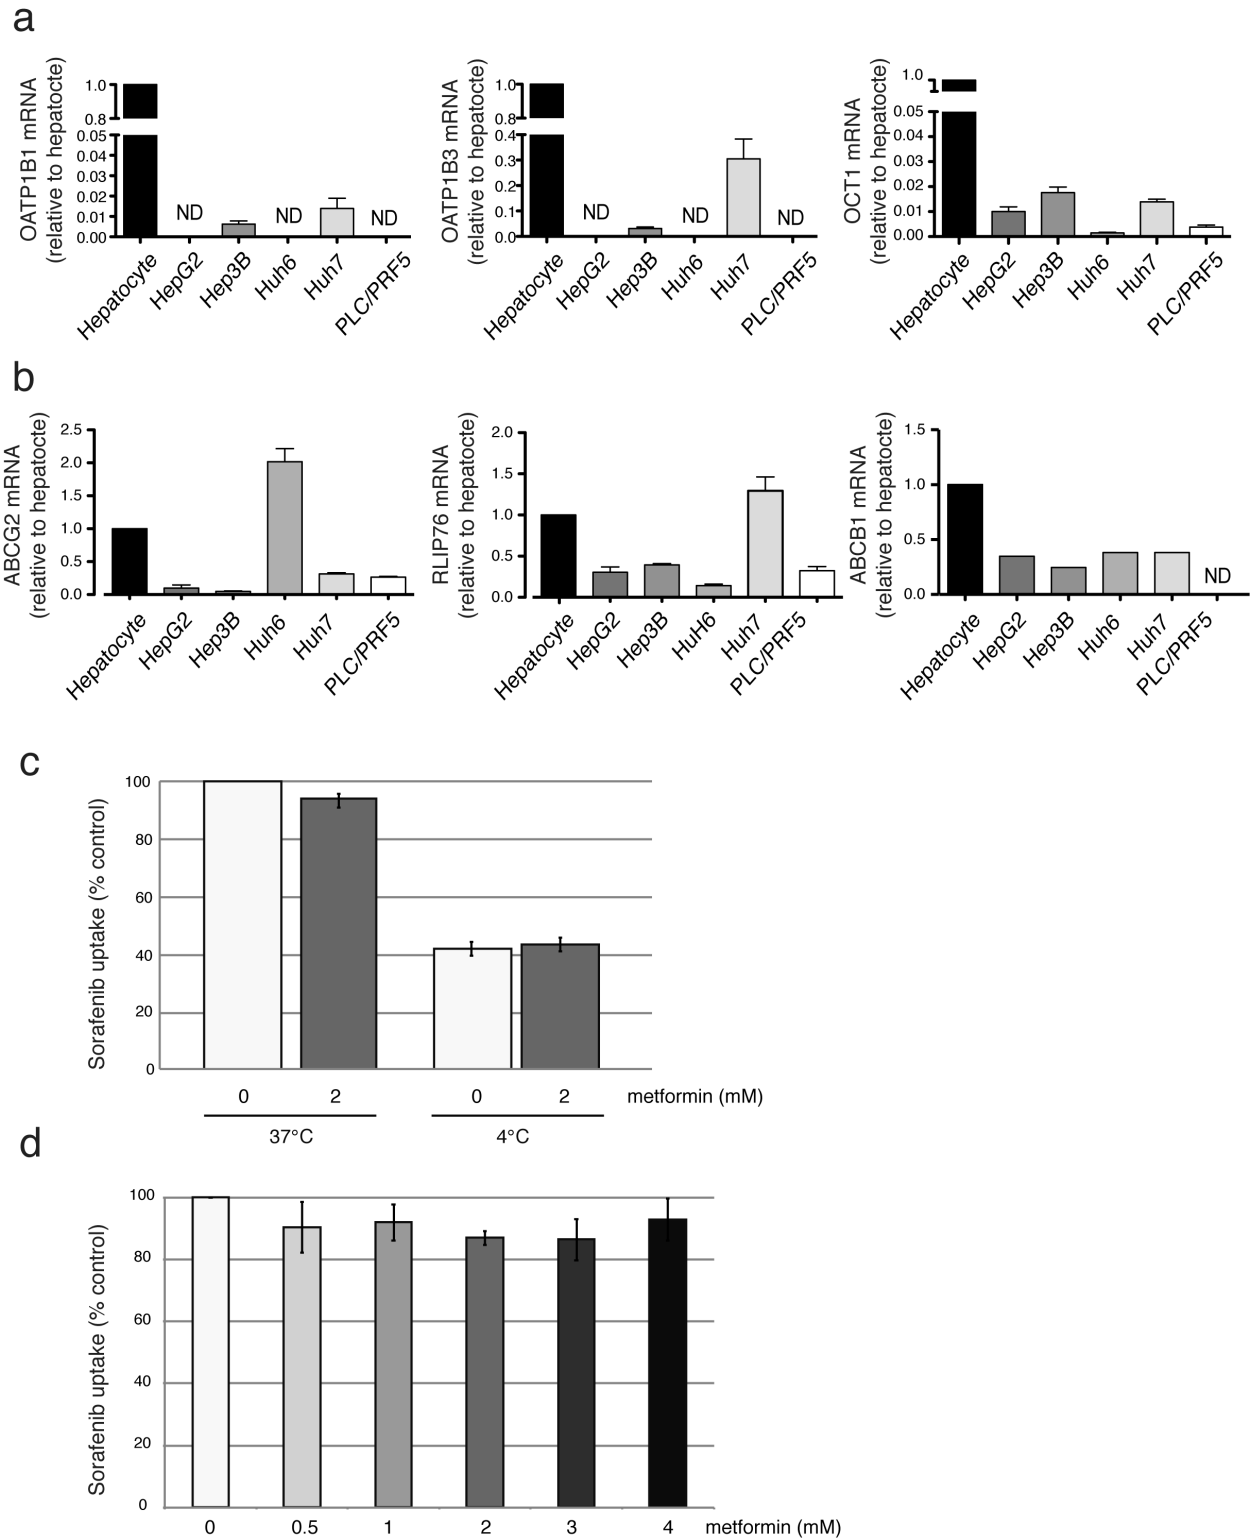 a
OATP1B1 mRNA
(relative to hepatocte)
1.0
0.8
0.05
0.04
0.03
0.02
0.01
0.00
ND
ND
ND
Hepatocyte
HepG2
Hep3B
Huh6
Huh7
PLC/PRF5
OATP1B3 mRNA
(relative to hepatocte)
1.0
0.8
0.4
0.3
0.2
0.1
0.0
ND
ND
ND
Hepatocyte
HepG2
Hep3B
Huh6
Huh7
PLC/PRF5
OCT1 mRNA
(relative to hepatocte)
1.0
0.05
0.04
0.03
0.02
0.01
0.00
Hepatocyte
HepG2
Hep3B
Huh6
Huh7
PLC/PRF5
b
ABCG2 mRNA
(relative to hepatocte)
2.5
2.0
1.5
1.0
0.5
0.0
Hepatocyte
HepG2
Hep3B
Huh6
Huh7
PLC/PRF5
RLIP76 mRNA
(relative to hepatocte)
2.0
1.5
1.0
0.5
0.0
Hepatocyte
HepG2
Hep3B
HuH6
Huh7
PLC/PRF5
ABCB1 mRNA
(relative to hepatocte)
1.5
1.0
0.5
0.0
ND
Hepatocyte
HepG2
Hep3B
Huh6
Huh7
PLC/PRF5
c
Sorafenib uptake (% control)
100
80
60
40
20
0
0 2 0 2 metformin (mM)
37°C 4°C
d
Sorafenib uptake (% control)
100
80
60
40
20
0
0 0.5 1 2 3 4 metformin (mM)